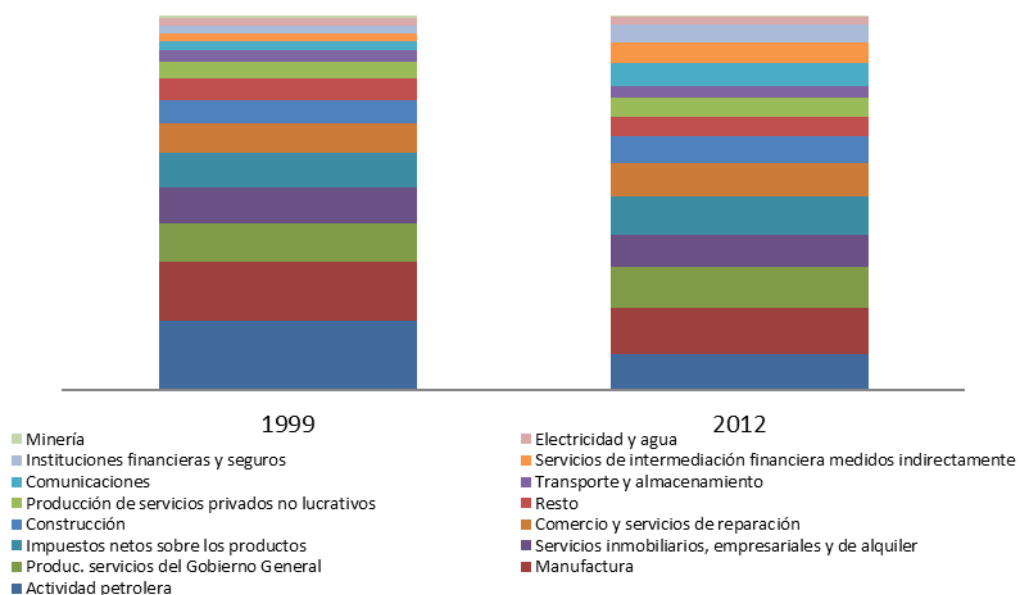 1999
2012
Minería
Electricidad y agua
Instituciones financieras y seguros
Servicios de intermediación financiera medidos indirectamente
Comunicaciones
Transporte y almacenamiento
Producción de servicios privados no lucrativos
Resto
Construcción
Comercio y servicios de reparación
Impuestos netos sobre los productos
Servicios inmobiliarios, empresariales y de alquiler
Produc. servicios del Gobierno General
Manufactura
Actividad petrolera